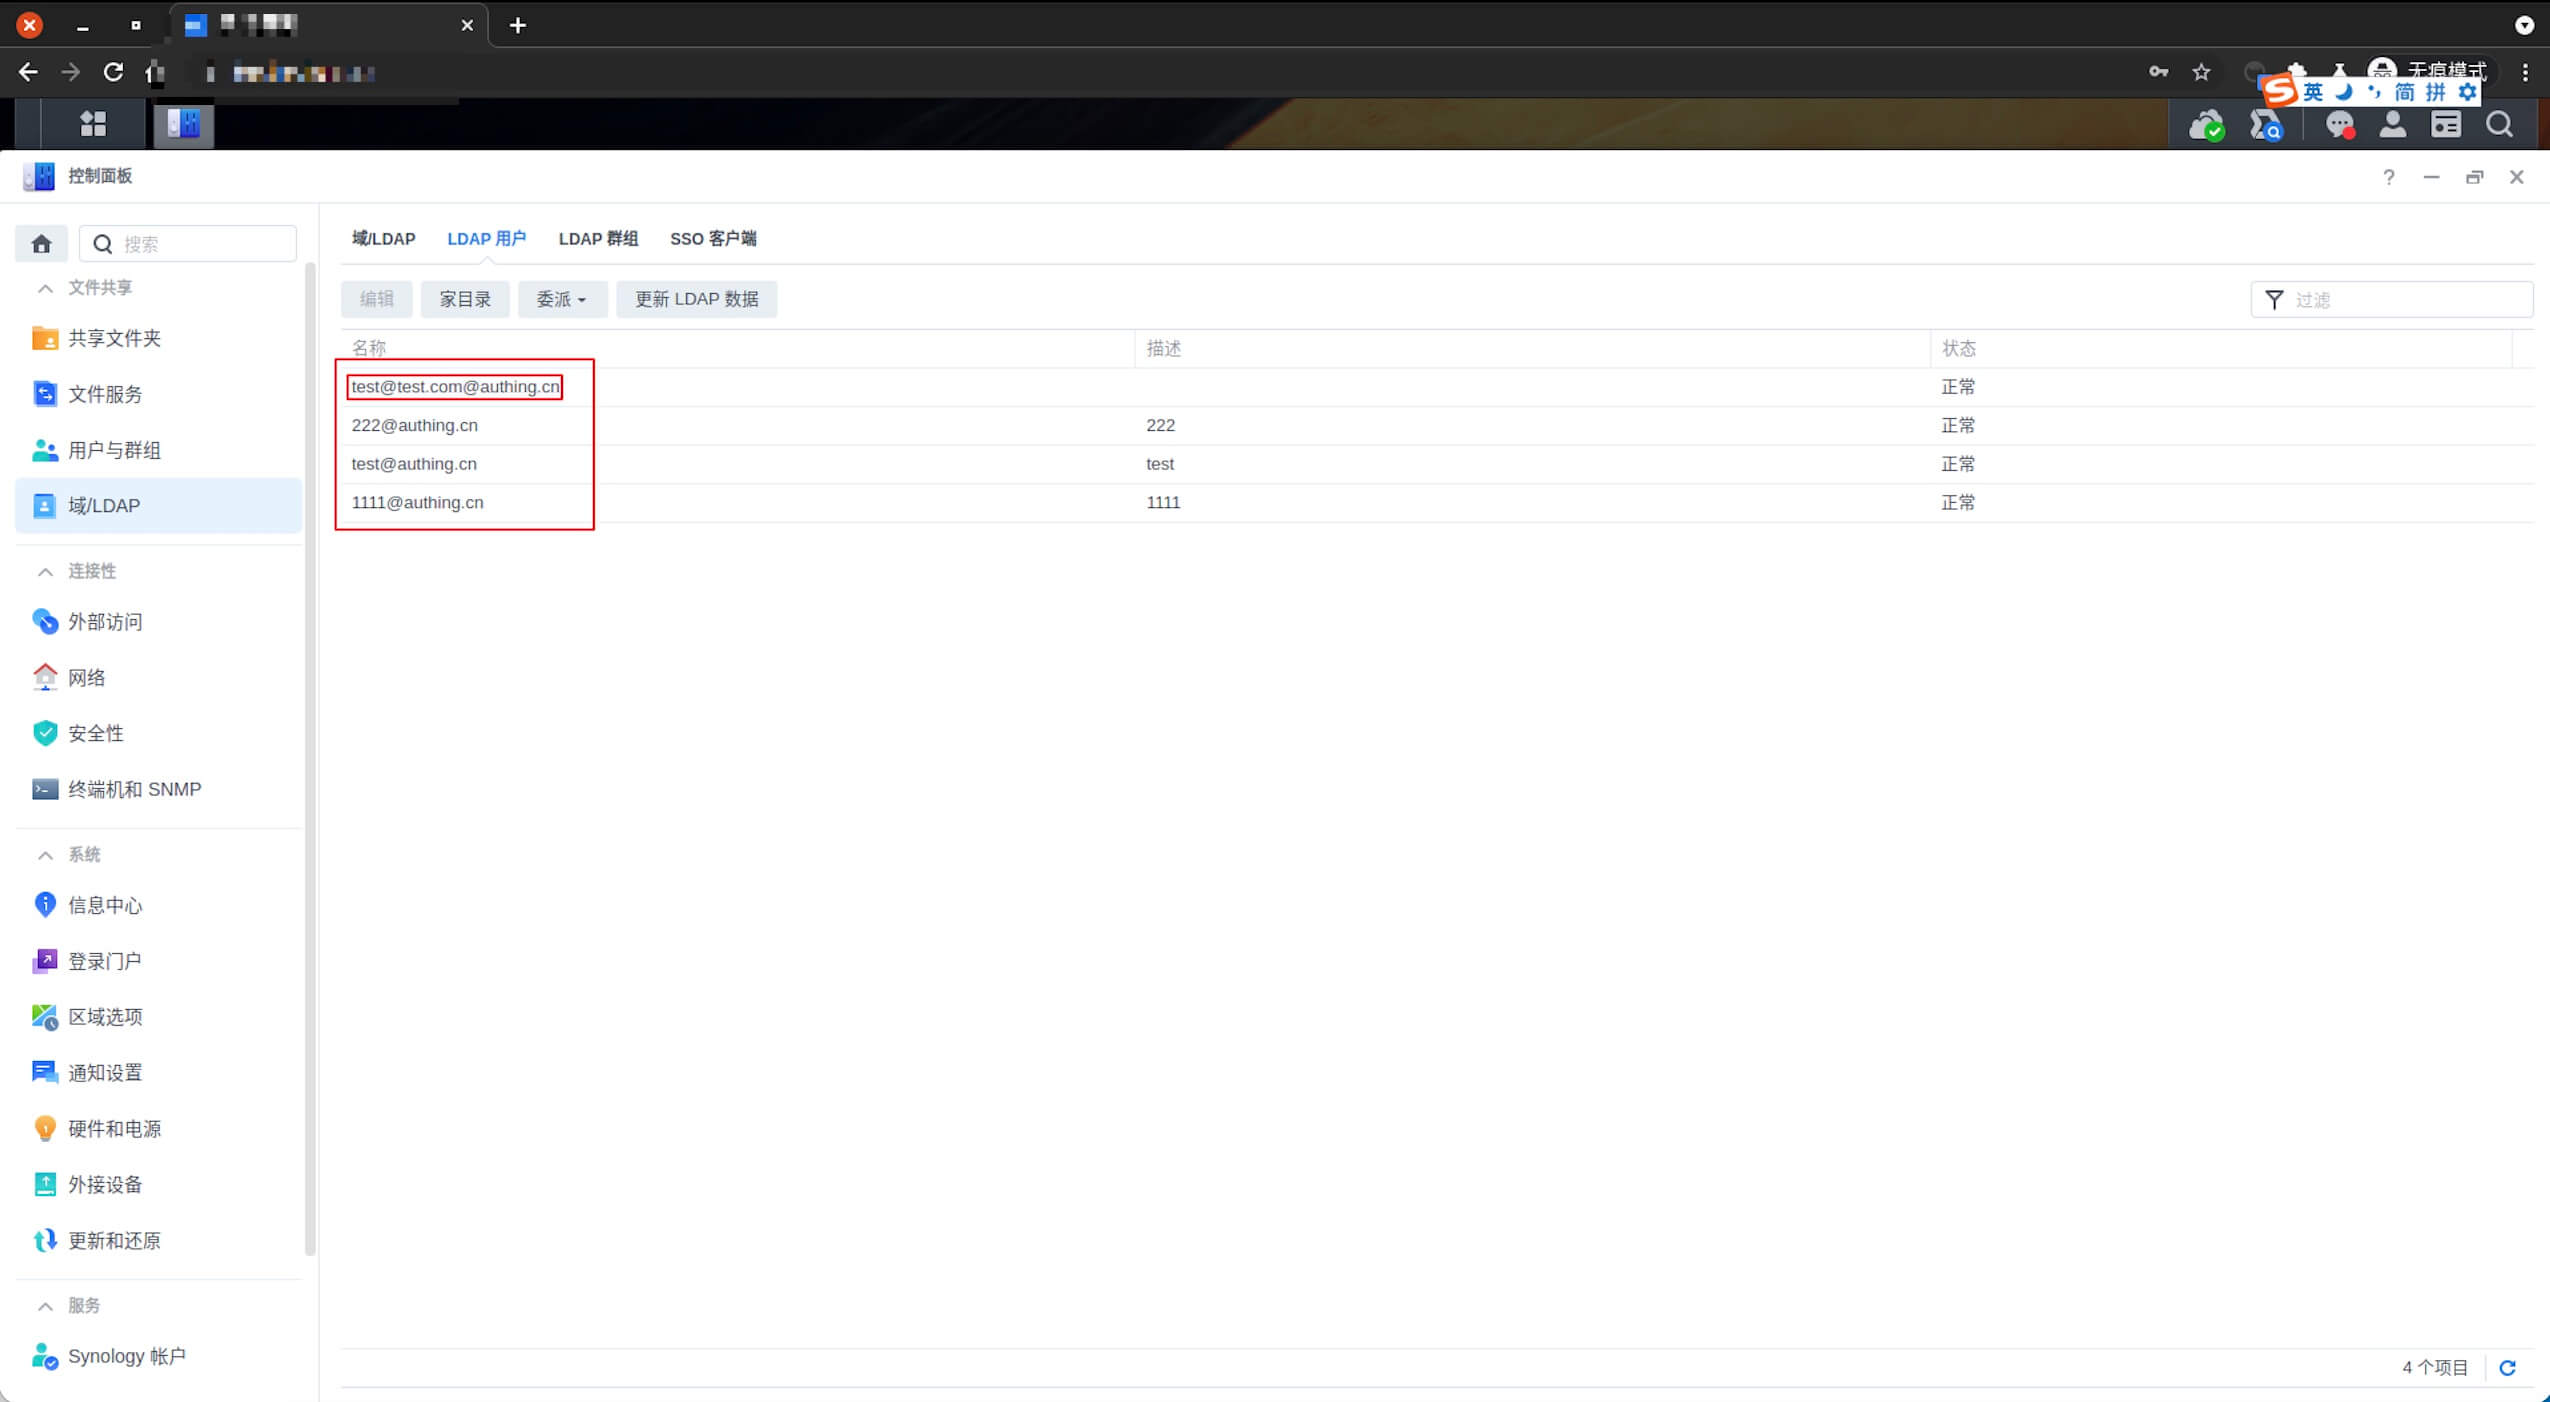 无痕模式
英 简 拼
控制面板
搜索
文件共享
共享文件夹
文件服务
用户与群组
域/LDAP
连接性
外部访问
网络
安全性
终端机和 SNMP
系统
信息中心
登录门户
区域选项
通知设置
硬件和电源
外接设备
更新和还原
服务
Synology 帐户
域/LDAP LDAP 用户 LDAP 群组 SSO 客户端
编辑 家目录 委派 更新 LDAP 数据 过滤
名称 描述 状态
test@test.com@authing.cn 正常
222@authing.cn 222 正常
test@authing.cn test 正常
1111@authing.cn 1111 正常
4 个项目